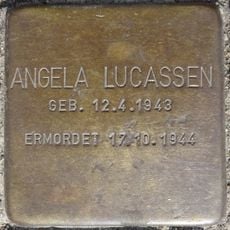 ANGELA LUCASSEN
GEB. 12.4.1943
ERMORDET 17.10.1944